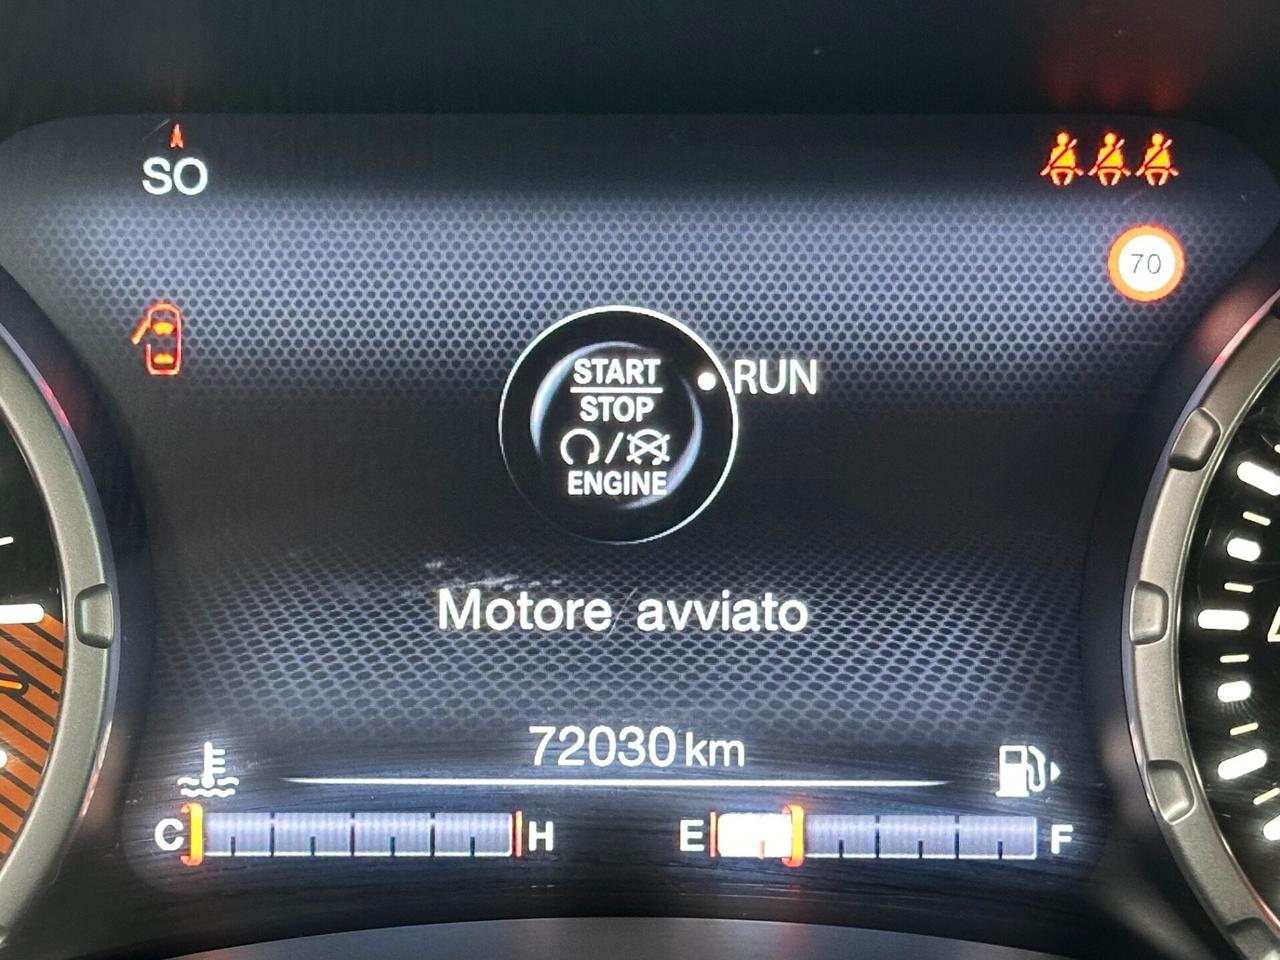 SO
70
START
STOP
ENGINE
RUN
Motore avviato
72030 km
C H E F